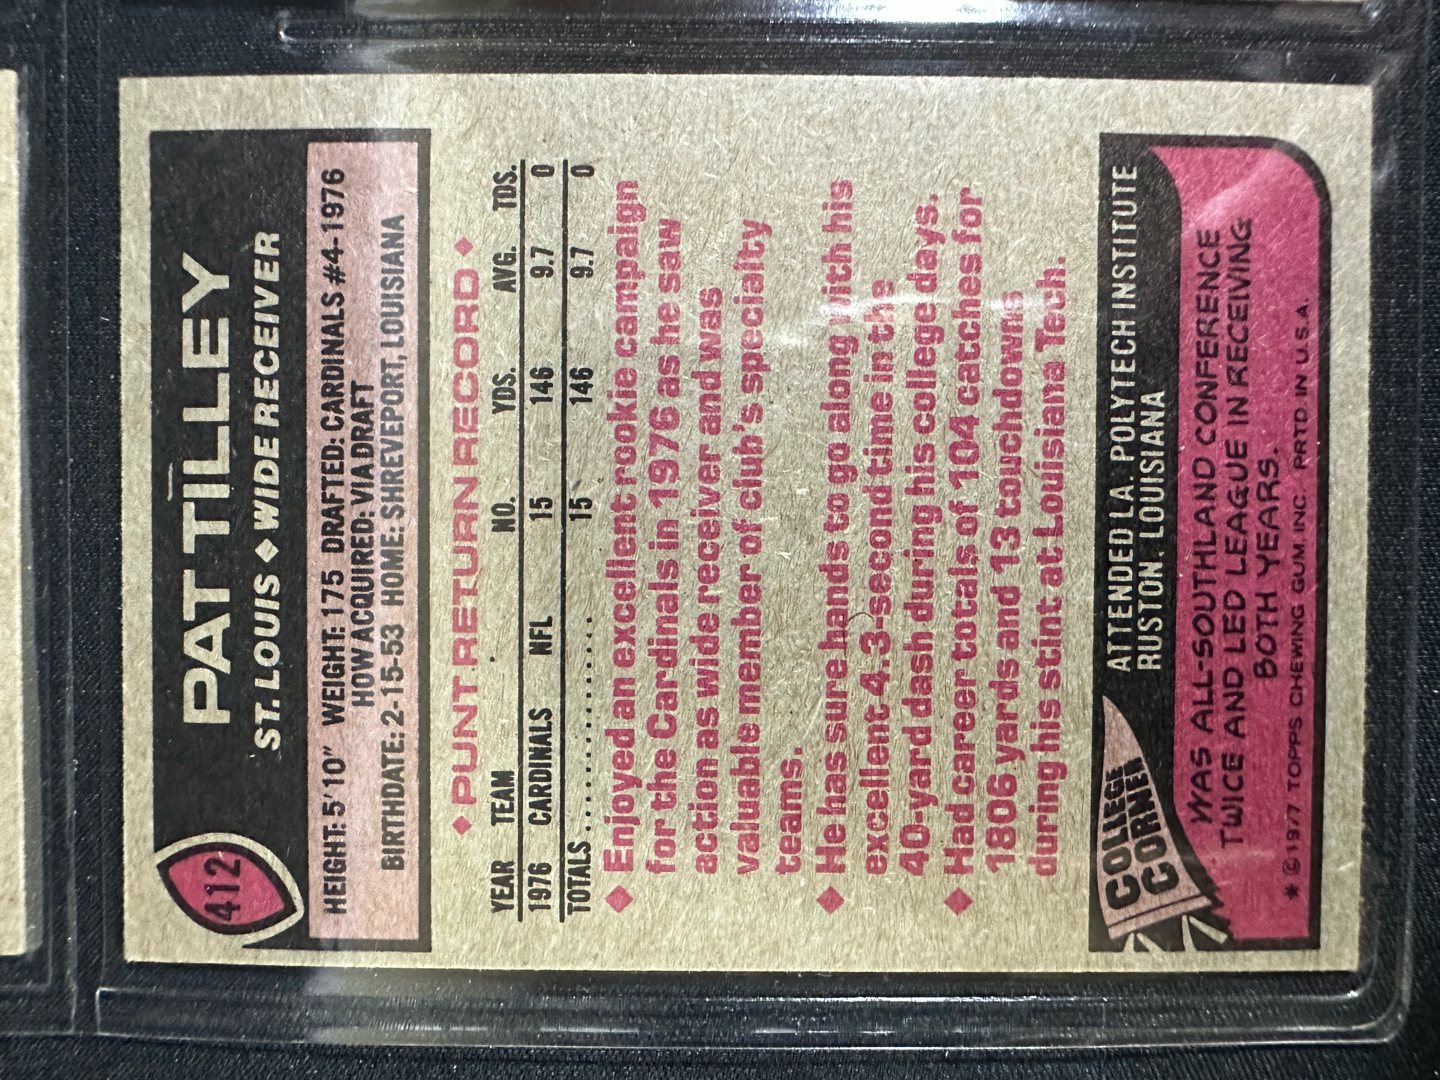 412
PAT TILLEY
ST. LOUIS ◆ WIDE RECEIVER
HEIGHT: 5'10" WEIGHT: 175 DRAFTED: CARDINALS #4-1976
HOW ACQUIRED: VIA DRAFT
BIRTHDATE: 2-15-53 HOME: SHREVEPORT, LOUISIANA
◆ PUNT RETURN RECORD ◆
YEAR TEAM NO. YDS. AVG. TDS.
1976 CARDINALS NFL 15 146 9.7 0
TOTALS.................... 15 146 9.7 0
◆ Enjoyed an excellent rookie campaign
for the Cardinals in 1976 as he saw
action as wide receiver and was
valuable member of club's specialty
teams.
◆ He has sure hands to go along with his
excellent 4.3-second time in the
40-yard dash during his college days.
◆ Had career totals of 104 catches for
1806 yards and 13 touchdowns
during his stint at Louisiana Tech.
COLLEGE
CORNER
ATTENDED LA. POLYTECH INSTITUTE
RUSTON, LOUISIANA
WAS ALL-SOUTHLAND CONFERENCE
TWICE AND LED LEAGUE IN RECEIVING
BOTH YEARS.
★ © 1977 TOPPS CHEWING GUM, INC. PRTD IN U.S.A.